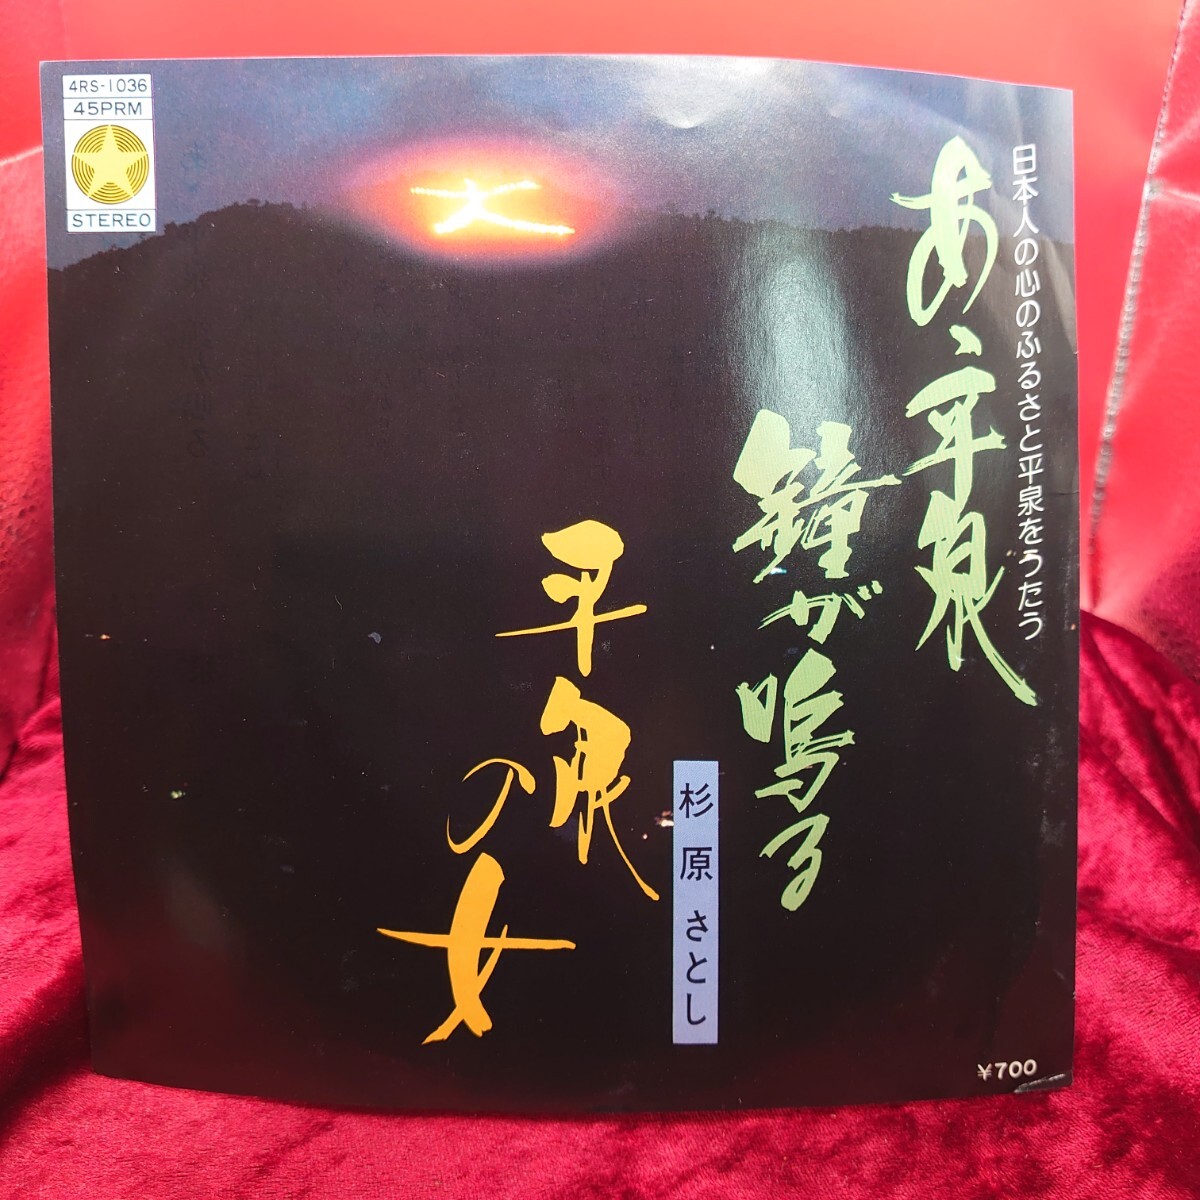 4RS-1036
45PRM
STEREO
大
日本人の心のふるさと平泉をうたう
あゝ平泉
鐘が鳴る
杉原さとし
平泉の女
¥700